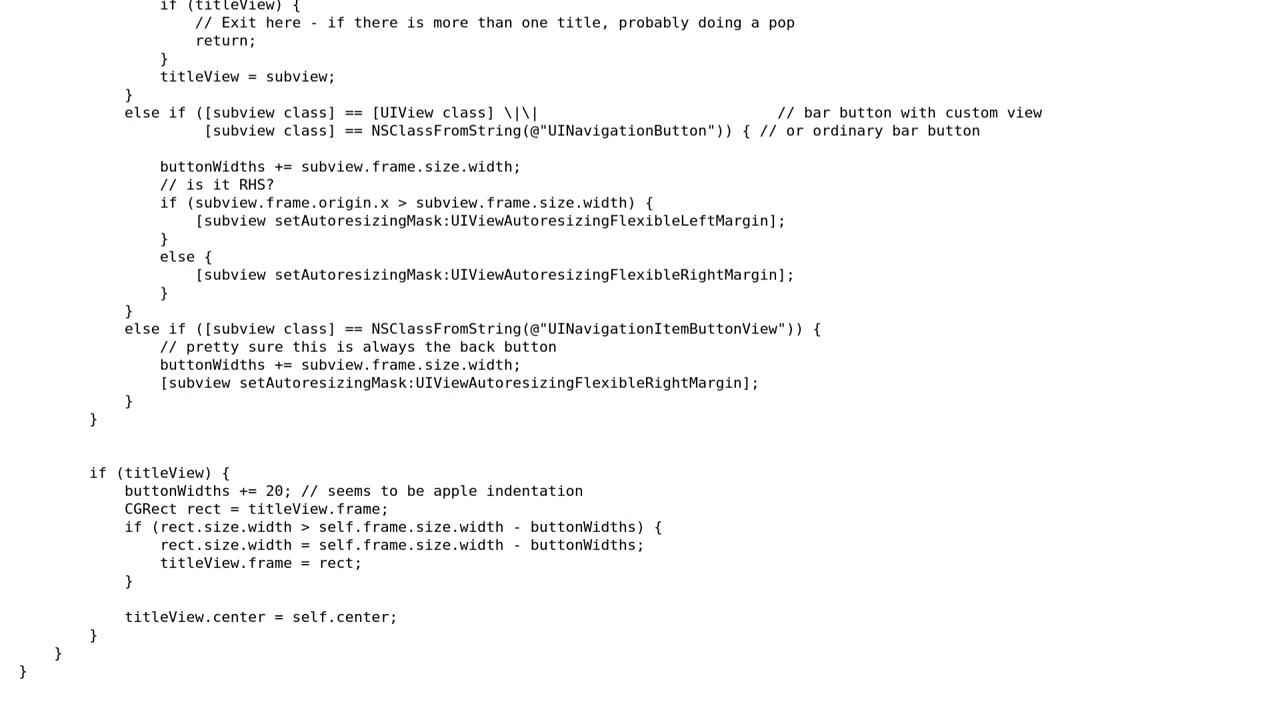 if (titleView) {
// Exit here - if there is more than one title, probably doing a pop
return;
}
titleView = subview;
}
else if ([subview class] == [UIView class] \|\| // bar button with custom view
[subview class] == NSClassFromString(@"UINavigationButton")) { // or ordinary bar button
buttonWidths += subview.frame.size.width;
// is it RHS?
if (subview.frame.origin.x > subview.frame.size.width) {
[subview setAutoresizingMask:UIViewAutoresizingFlexibleLeftMargin];
}
else {
[subview setAutoresizingMask:UIViewAutoresizingFlexibleRightMargin];
}
}
else if ([subview class] == NSClassFromString(@"UINavigationItemButtonView")) {
// pretty sure this is always the back button
buttonWidths += subview.frame.size.width;
[subview setAutoresizingMask:UIViewAutoresizingFlexibleRightMargin];
}
}
if (titleView) {
buttonWidths += 20; // seems to be apple indentation
CGRect rect = titleView.frame;
if (rect.size.width > self.frame.size.width - buttonWidths) {
rect.size.width = self.frame.size.width - buttonWidths;
titleView.frame = rect;
}
titleView.center = self.center;
}
}
}